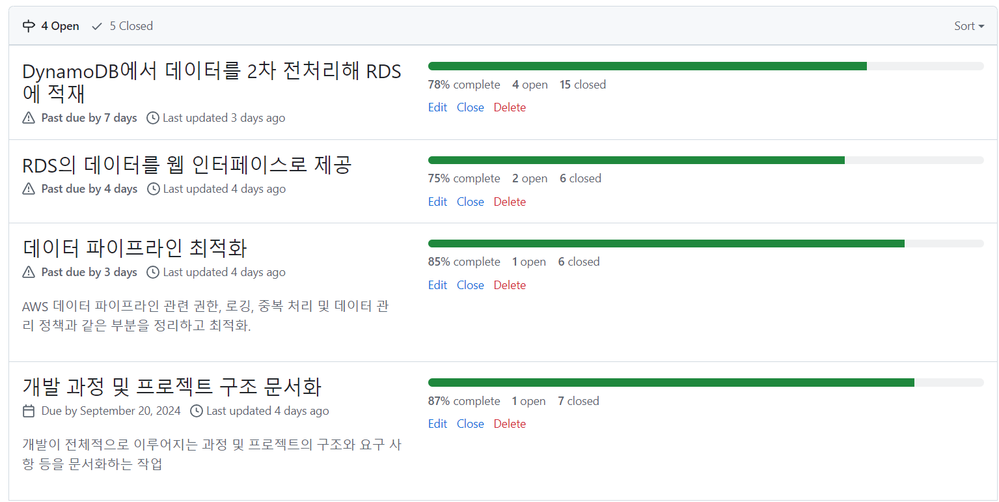 4 Open 5 Closed Sort
DynamoDB에서 데이터를 2차 전처리해 RDS
에 적재
Past due by 7 days Last updated 3 days ago
78% complete 4 open 15 closed
Edit Close Delete
RDS의 데이터를 웹 인터페이스로 제공
Past due by 4 days Last updated 4 days ago
75% complete 2 open 6 closed
Edit Close Delete
데이터 파이프라인 최적화
Past due by 3 days Last updated 4 days ago
AWS 데이터 파이프라인 관련 권한, 로깅, 중복 처리 및 데이터 관
리 정책과 같은 부분을 정리하고 최적화.
85% complete 1 open 6 closed
Edit Close Delete
개발 과정 및 프로젝트 구조 문서화
Due by September 20, 2024 Last updated 4 days ago
개발이 전체적으로 이루어지는 과정 및 프로젝트의 구조와 요구 사
항 등을 문서화하는 작업
87% complete 1 open 7 closed
Edit Close Delete